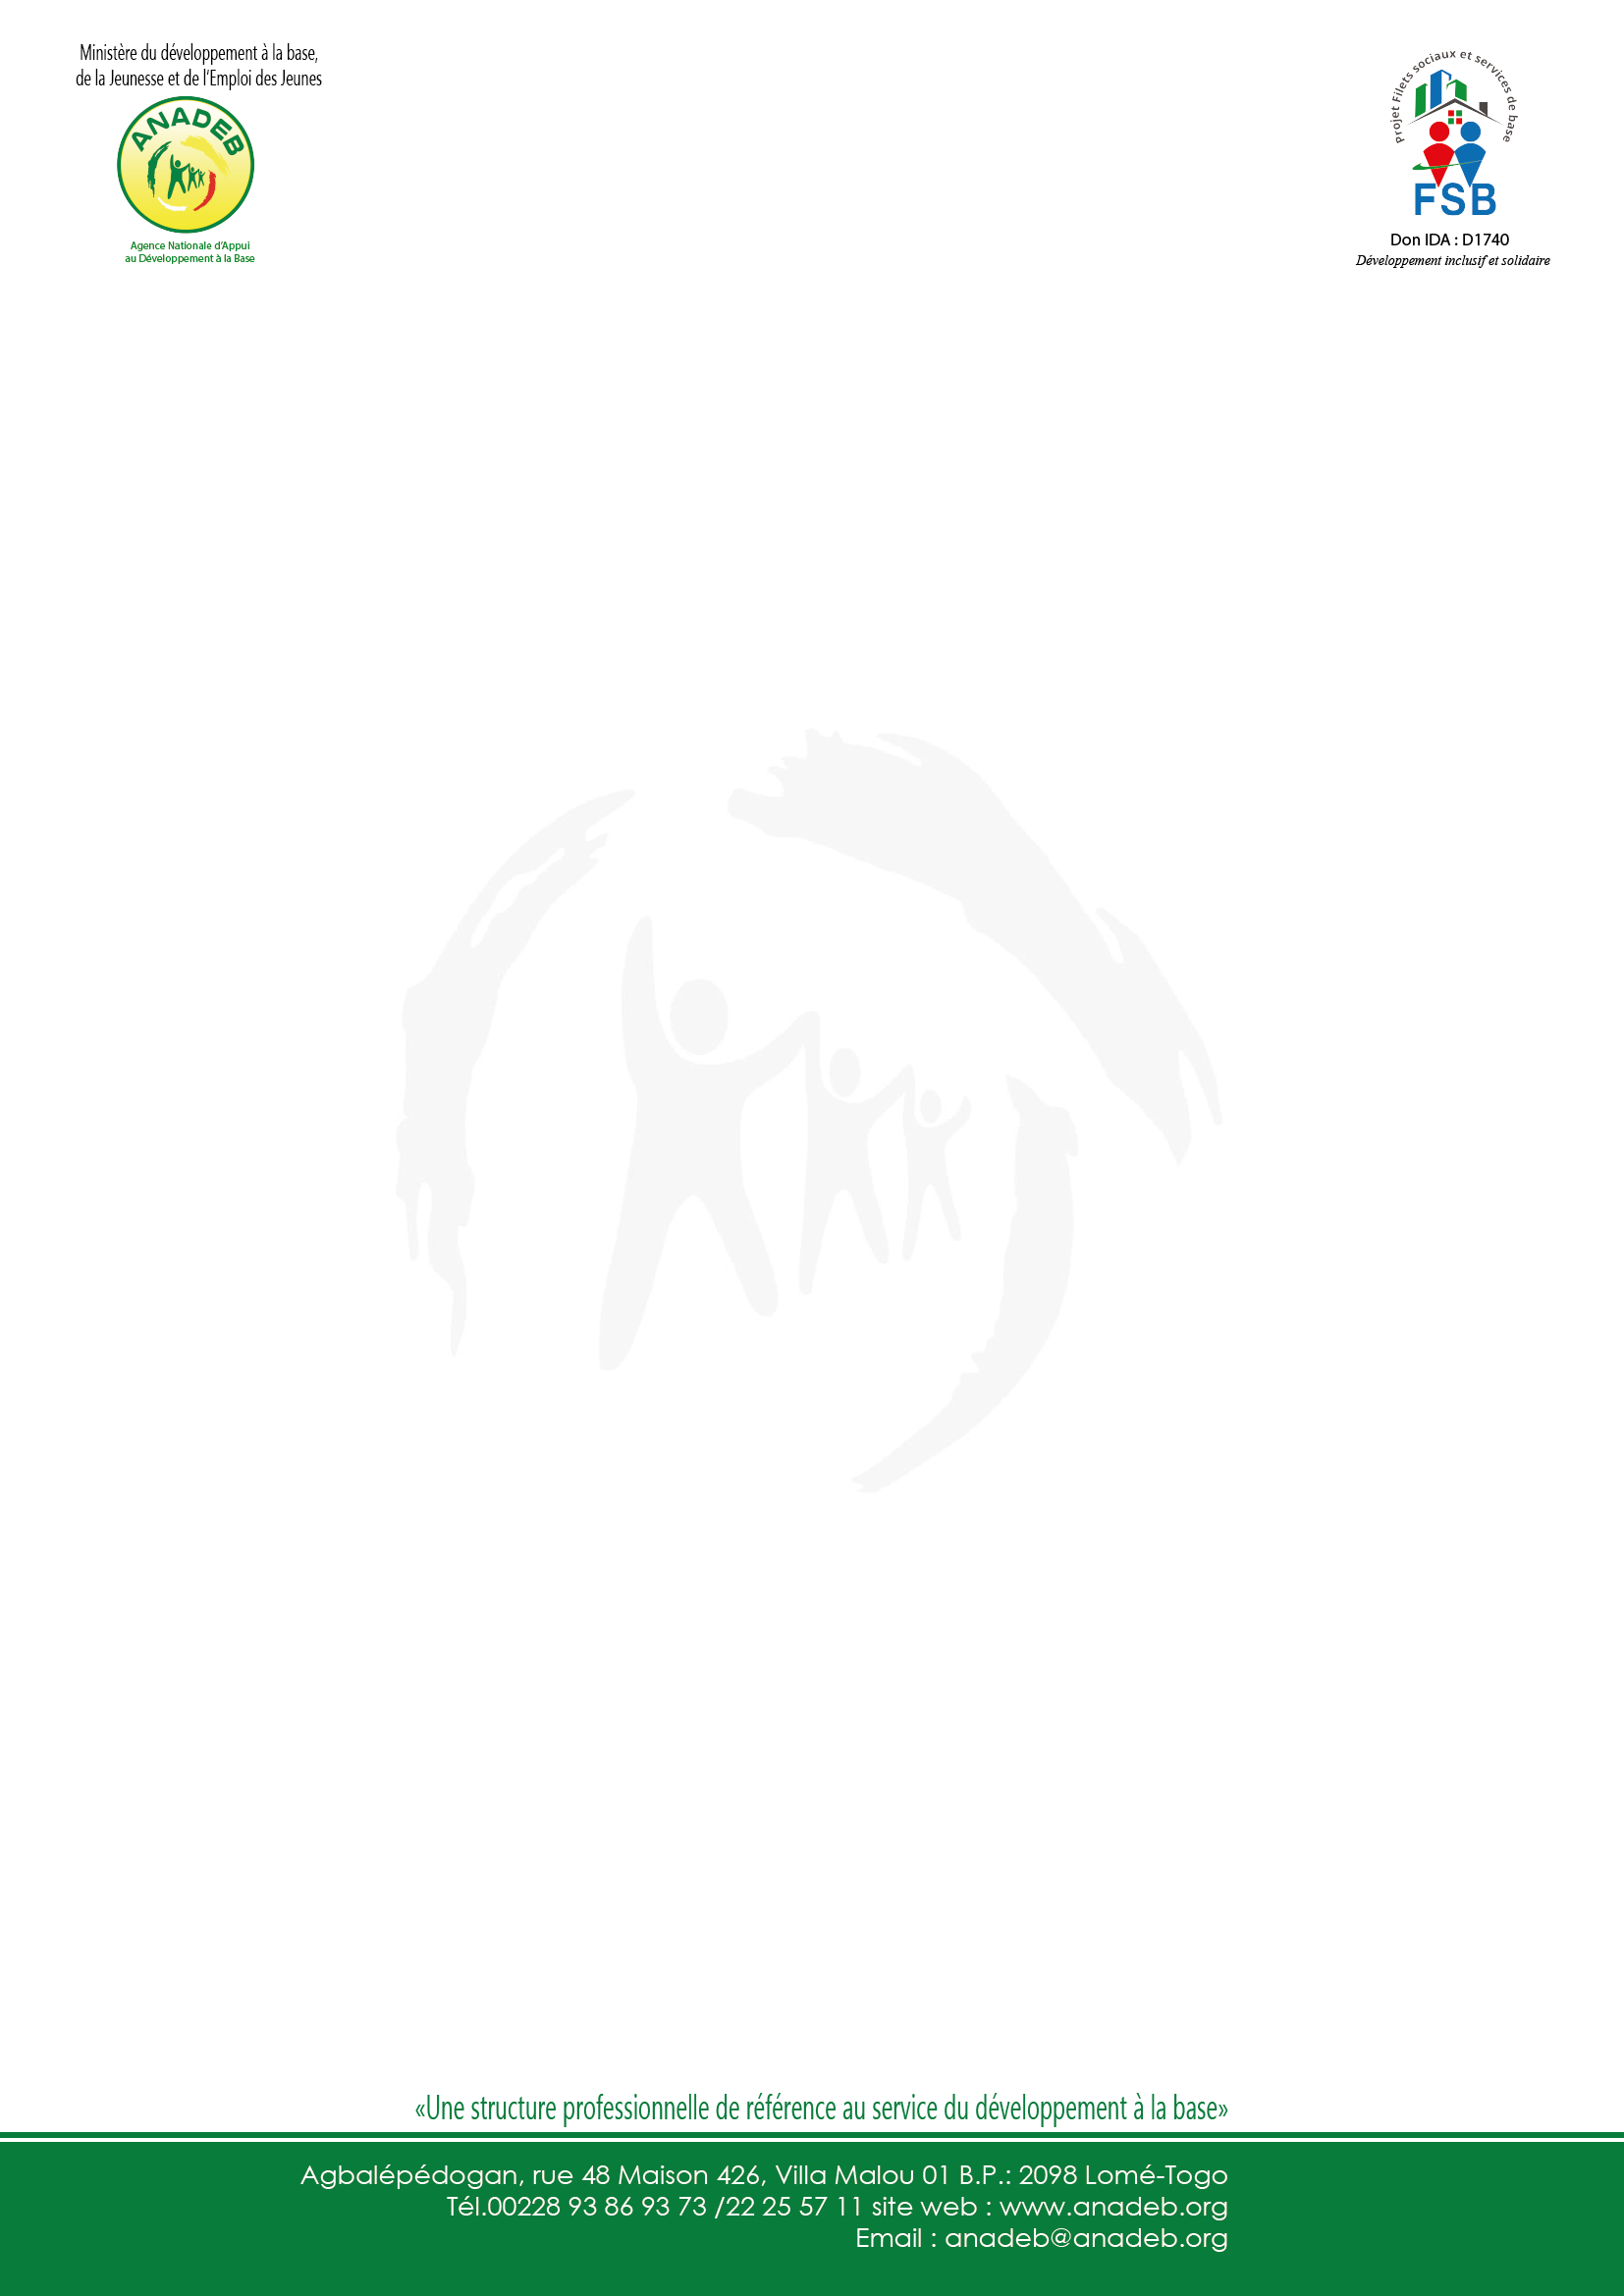 Ministère du développement à la base,
de la Jeunesse et de l'Emploi des Jeunes
ANADEB
Agence Nationale d'Appui
au Développement à la Base
Projet Filets sociaux et services de base
FSB
Don IDA : D1740
Développement inclusif et solidaire
«Une structure professionnelle de référence au service du développement à la base»
Agbalépédogan, rue 48 Maison 426, Villa Malou 01 B.P.: 2098 Lomé-Togo
Tél.00228 93 86 93 73 /22 25 57 11 site web : www.anadeb.org
Email : anadeb@anadeb.org